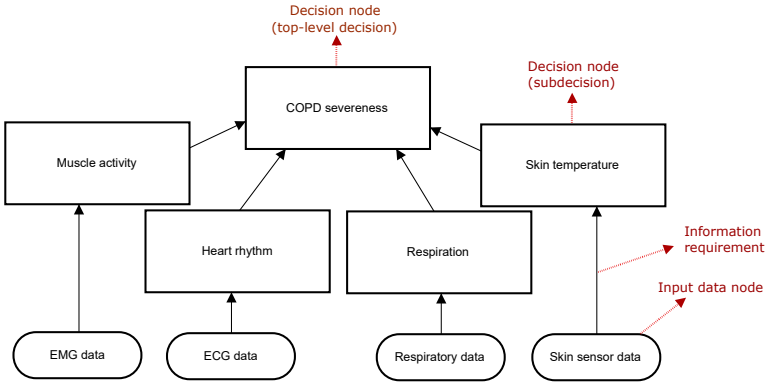 Decision node
(top-level decision)
Decision node
(subdecision)
COPD severeness
Muscle activity
Skin temperature
Heart rhythm
Respiration
Information
requirement
Input data node
EMG data
ECG data
Respiratory data
Skin sensor data